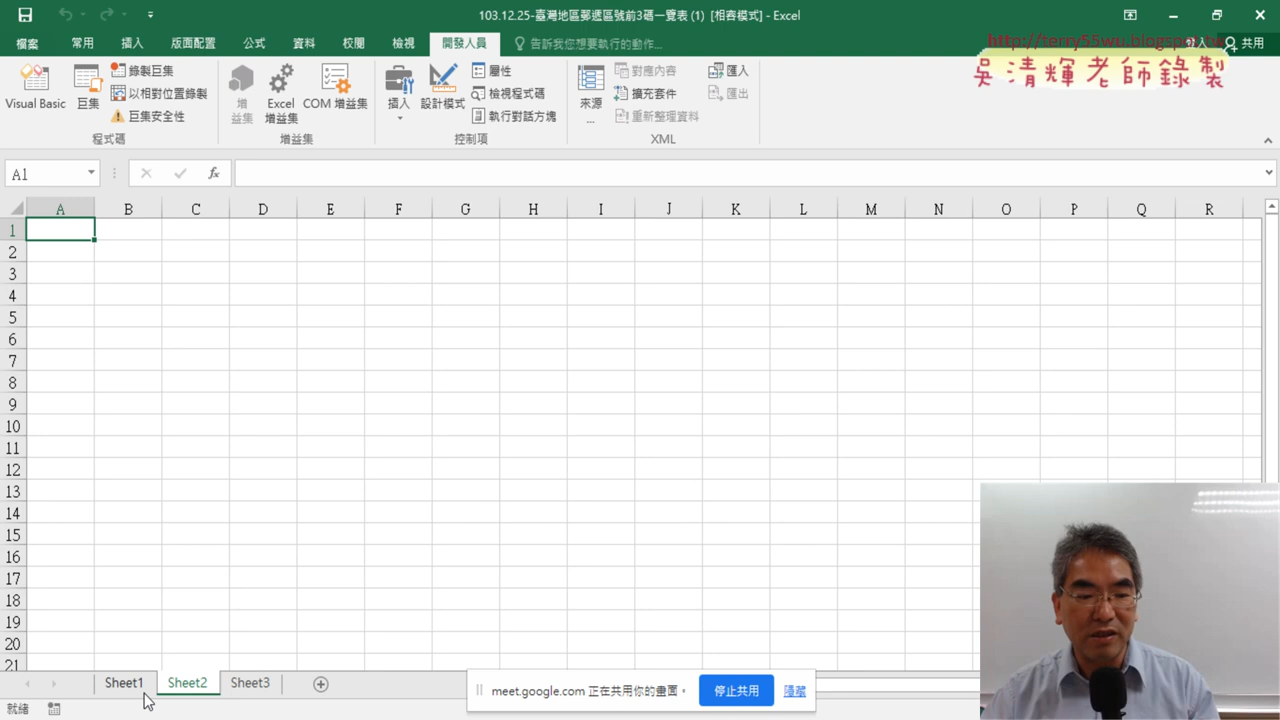 103.12.25-臺灣地區郵遞區號前3碼一覽表 (1) [相容模式] - Excel
檔案 常用 插入 版面配置 公式 資料 校閱 檢視 開發人員 告訴我您想要執行的動作... 共用
http://terry55wu.blogspot.tw
吳清輝老師錄製
Visual Basic 巨集 錄製巨集 以相對位置錄製 巨集安全性
程式碼
增益集 Excel 增益集 COM 增益集
增益集
插入 設計模式 屬性 檢視程式碼 執行對話方塊
控制項
來源... 對應內容 擴充套件 重新整理資料 匯入 匯出
XML
A1 fx
A B C D E F G H I J K L M N O P Q R
1
2
3
4
5
6
7
8
9
10
11
12
13
14
15
16
17
18
19
20
21
Sheet1 Sheet2 Sheet3
meet.google.com 正在共用你的畫面。 停止共用 隱藏
就緒